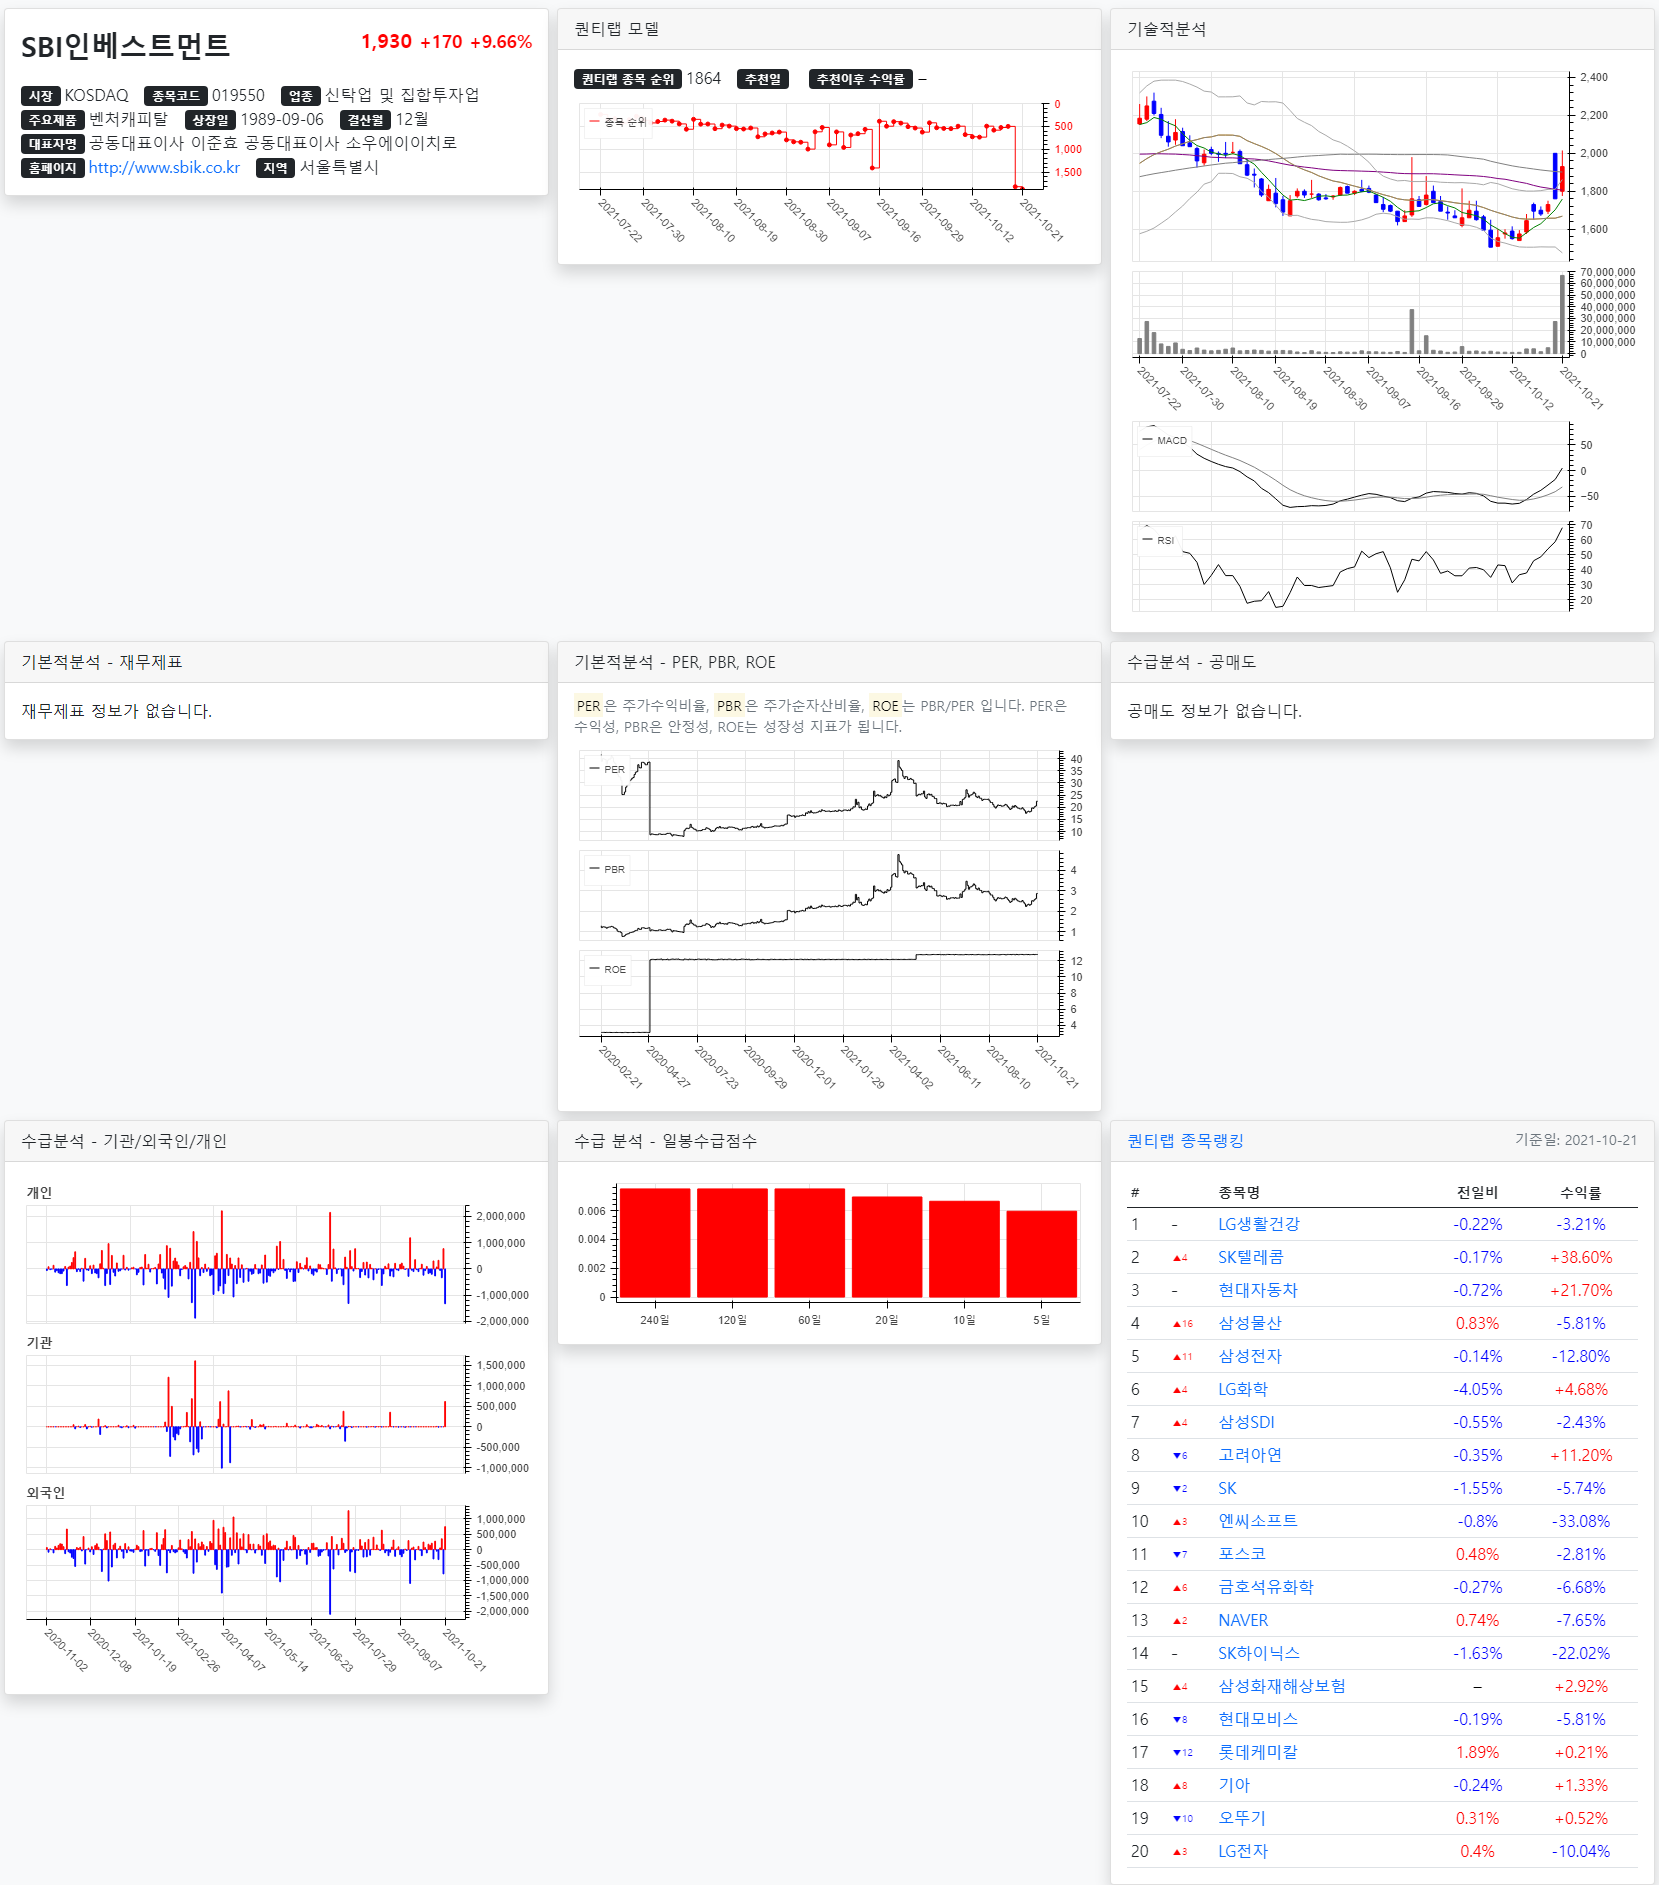 SBI인베스트먼트
1,930 +170 +9.66%
시장 KOSDAQ 종목코드 019550 업종 신탁업 및 집합투자업
주요제품 벤처캐피탈 상장일 1989-09-06 결산월 12월
대표자명 공동대표이사 이준효 공동대표이사 소우에이이치로
홈페이지 http://www.sbik.co.kr 지역 서울특별시
퀀티랩 모델
퀀티랩 종목 순위 1864 추천일 추천이후 수익률 –
종목 순위
0
500
1,000
1,500
2021-07-22
2021-07-30
2021-08-10
2021-08-19
2021-08-30
2021-09-07
2021-09-16
2021-09-29
2021-10-12
2021-10-21
기술적분석
2,400
2,200
2,000
1,800
1,600
70,000,000
60,000,000
50,000,000
40,000,000
30,000,000
20,000,000
10,000,000
0
2021-07-22
2021-07-30
2021-08-10
2021-08-19
2021-08-30
2021-09-07
2021-09-16
2021-09-29
2021-10-12
2021-10-21
MACD
50
0
−50
RSI
70
60
50
40
30
20
기본적분석 - 재무제표
재무제표 정보가 없습니다.
기본적분석 - PER, PBR, ROE
PER은 주가수익비율, PBR은 주가순자산비율, ROE는 PBR/PER 입니다. PER은
수익성, PBR은 안정성, ROE는 성장성 지표가 됩니다.
PER
40
35
30
25
20
15
10
PBR
4
3
2
1
ROE
12
10
8
6
4
2020-02-21
2020-04-27
2020-07-23
2020-09-29
2020-12-01
2021-01-29
2021-04-02
2021-06-11
2021-08-10
2021-10-21
수급분석 - 공매도
공매도 정보가 없습니다.
수급분석 - 기관/외국인/개인
개인
2,000,000
1,000,000
0
-1,000,000
-2,000,000
기관
1,500,000
1,000,000
500,000
0
-500,000
-1,000,000
외국인
1,000,000
500,000
0
-500,000
-1,000,000
-1,500,000
-2,000,000
2020-11-02
2020-12-08
2021-01-19
2021-02-26
2021-04-07
2021-05-14
2021-06-23
2021-07-29
2021-09-07
2021-10-21
수급 분석 - 일봉수급점수
0.006
0.004
0.002
0
240일
120일
60일
20일
10일
5일
퀀티랩 종목랭킹 기준일: 2021-10-21
# 종목명 전일비 수익률
1 - LG생활건강 -0.22% -3.21%
2 ▲4 SK텔레콤 -0.17% +38.60%
3 - 현대자동차 -0.72% +21.70%
4 ▲16 삼성물산 0.83% -5.81%
5 ▲11 삼성전자 -0.14% -12.80%
6 ▲4 LG화학 -4.05% +4.68%
7 ▲4 삼성SDI -0.55% -2.43%
8 ▼6 고려아연 -0.35% +11.20%
9 ▼2 SK -1.55% -5.74%
10 ▲3 엔씨소프트 -0.8% -33.08%
11 ▼7 포스코 0.48% -2.81%
12 ▲6 금호석유화학 -0.27% -6.68%
13 ▲2 NAVER 0.74% -7.65%
14 - SK하이닉스 -1.63% -22.02%
15 ▲4 삼성화재해상보험 – +2.92%
16 ▼8 현대모비스 -0.19% -5.81%
17 ▼12 롯데케미칼 1.89% +0.21%
18 ▲8 기아 -0.24% +1.33%
19 ▼10 오뚜기 0.31% +0.52%
20 ▲3 LG전자 0.4% -10.04%